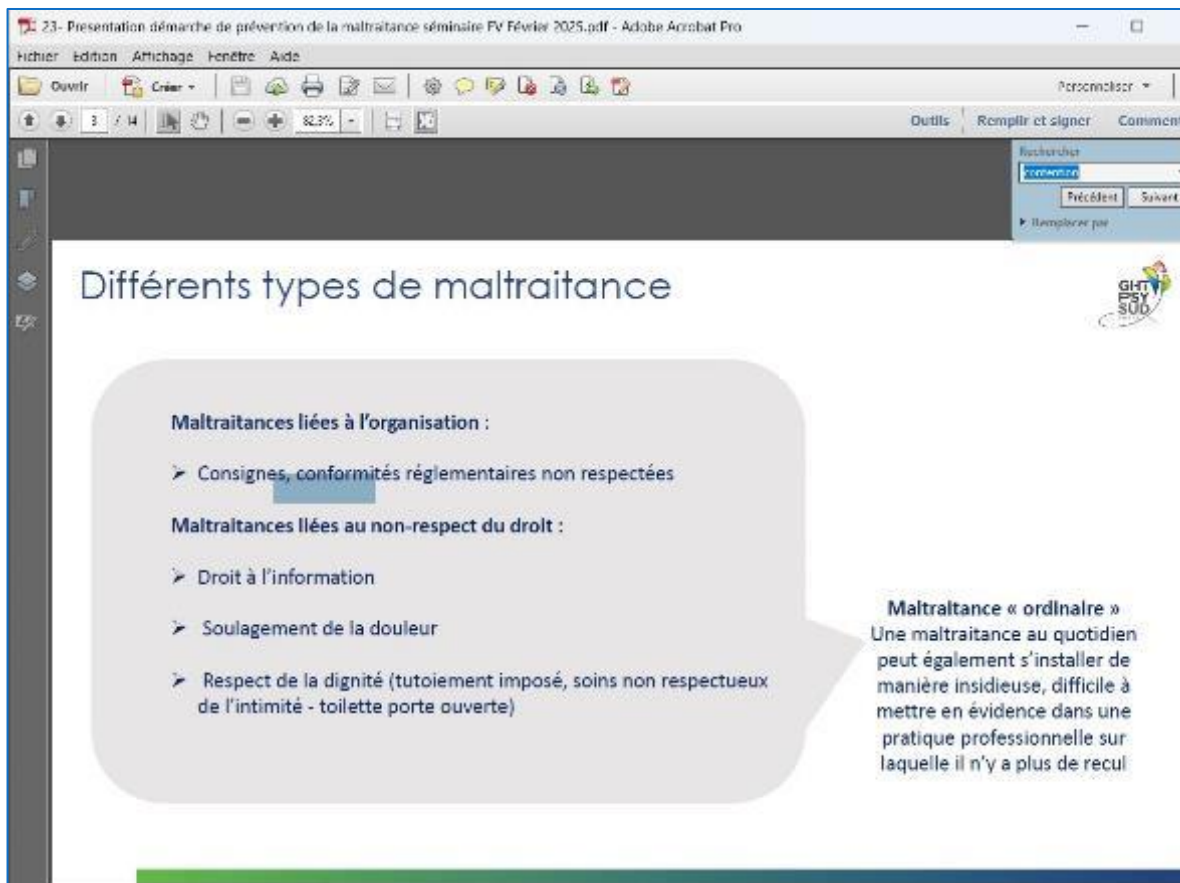 23- Presentation démarche de prévention de la maltraitance séminaire FV Février 2025.pdf - Adobe Acrobat Pro
Fichier Edition Affichage Fenêtre Aide
Ouvrir Créer Personnaliser
3 / 14 82,3% Outils Remplir et signer Comment
Rechercher
contention
Précédent Suivant
Remplacer par
Différents types de maltraitance
GHT
PSY
SUD
Maltraitances liées à l'organisation :
➤ Consignes, conformités réglementaires non respectées
Maltraitances liées au non-respect du droit :
➤ Droit à l'information
➤ Soulagement de la douleur
➤ Respect de la dignité (tutoiement imposé, soins non respectueux
de l'intimité - toilette porte ouverte)
Maltraitance « ordinaire »
Une maltraitance au quotidien
peut également s'installer de
manière insidieuse, difficile à
mettre en évidence dans une
pratique professionnelle sur
laquelle il n'y a plus de recul